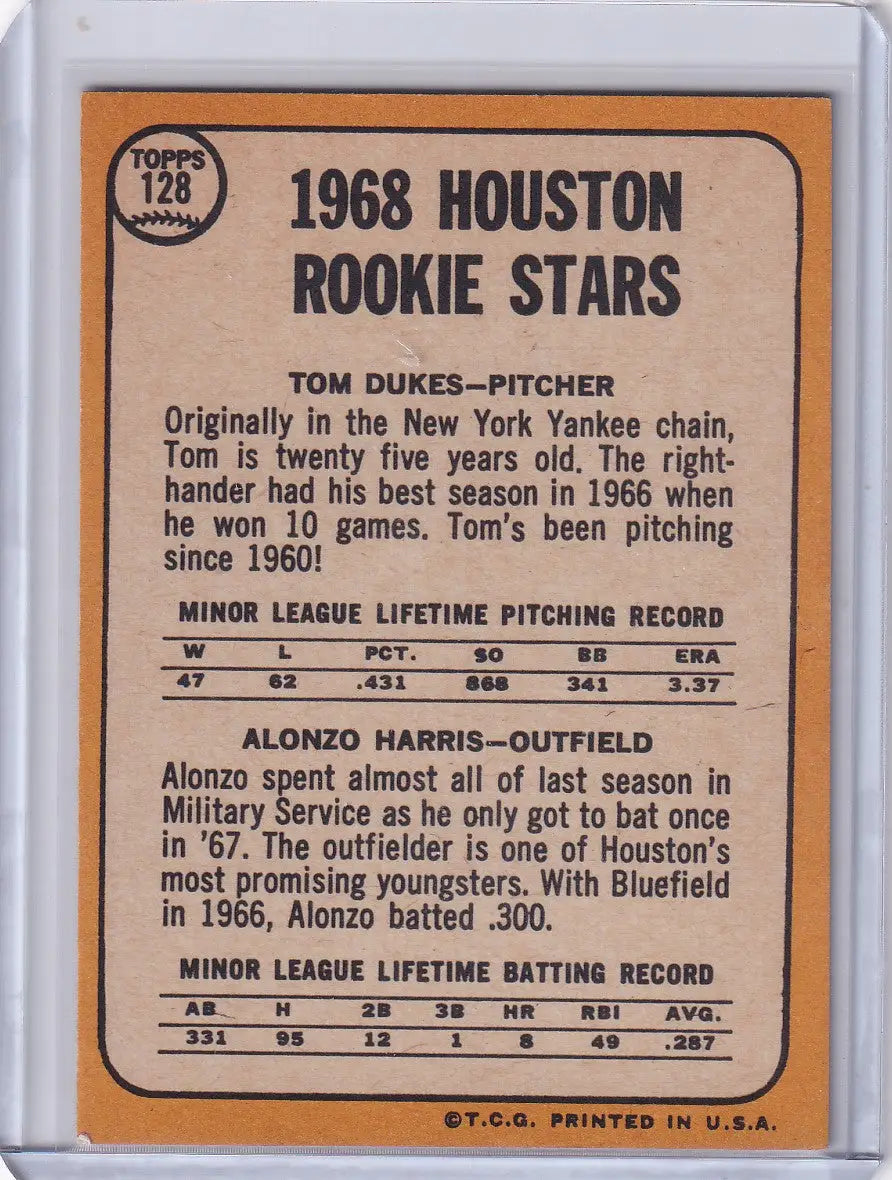 TOPPS
128
1968 HOUSTON
ROOKIE STARS
TOM DUKES—PITCHER
Originally in the New York Yankee chain,
Tom is twenty five years old. The right-
hander had his best season in 1966 when
he won 10 games. Tom's been pitching
since 1960!
MINOR LEAGUE LIFETIME PITCHING RECORD
W L PCT. SO BB ERA
47 62 .431 868 341 3.37
ALONZO HARRIS—OUTFIELD
Alonzo spent almost all of last season in
Military Service as he only got to bat once
in '67. The outfielder is one of Houston's
most promising youngsters. With Bluefield
in 1966, Alonzo batted .300.
MINOR LEAGUE LIFETIME BATTING RECORD
AB H 2B 3B HR RBI AVG.
331 95 12 1 8 49 .287
©T.C.G. PRINTED IN U.S.A.